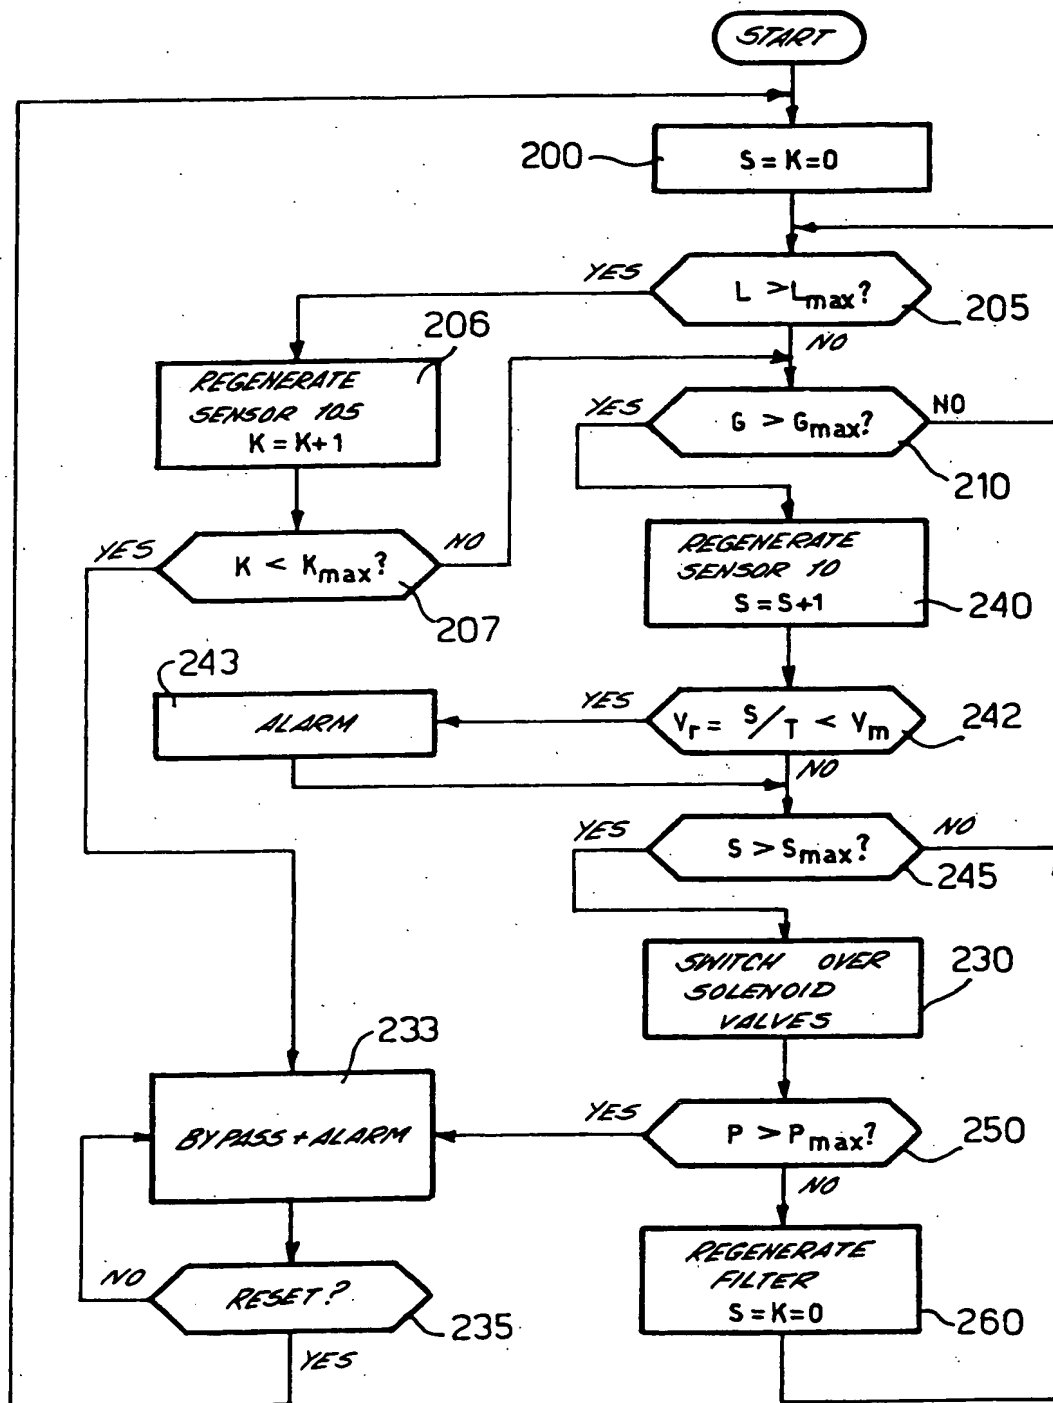 START
200
S = K = 0
YES
L > Lmax?
205
NO
206
REGENERATE
SENSOR 105
K = K+1
YES
G > Gmax?
NO
210
YES
K < Kmax?
NO
207
REGENERATE
SENSOR 10
S = S+1
240
243
ALARM
YES
Vr = S/T < Vm
242
NO
YES
S > Smax?
NO
245
SWITCH OVER
SOLENOID
VALVES
230
233
BYPASS + ALARM
YES
P > Pmax?
250
NO
NO
RESET?
235
YES
REGENERATE
FILTER
S = K = 0
260